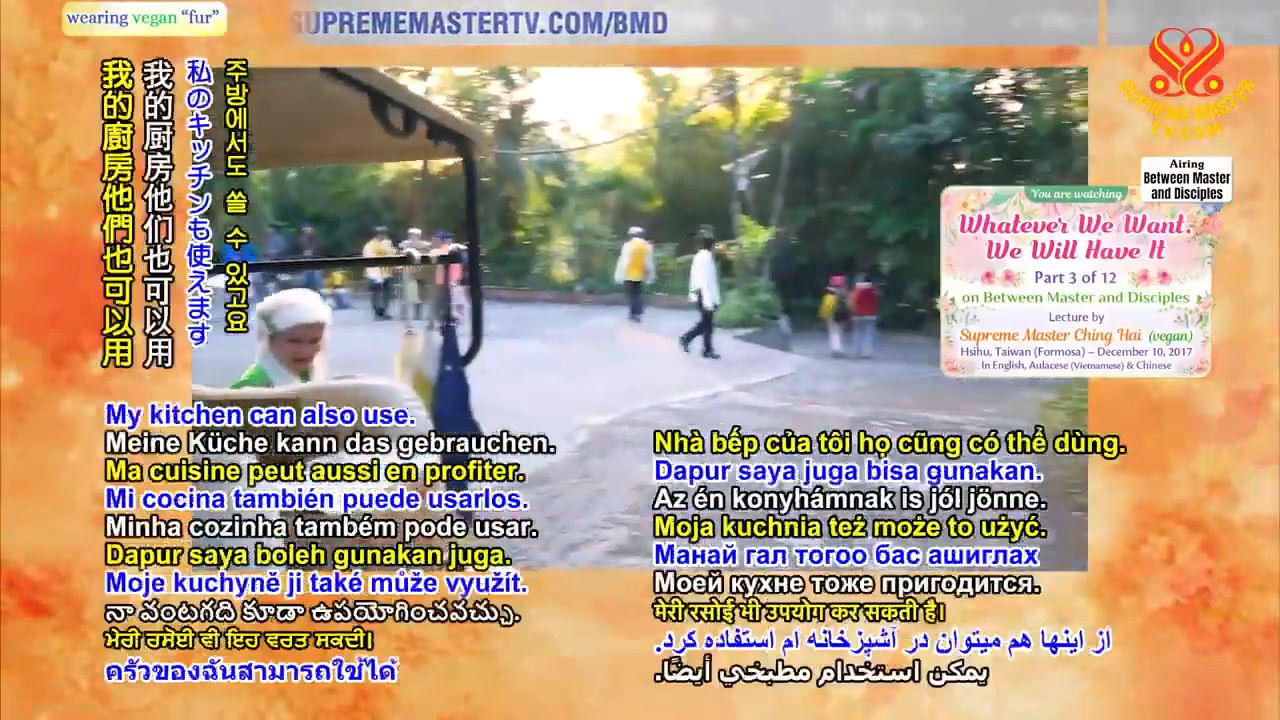 wearing vegan “fur”
SUPREMEMASTERTV.COM/BMD
SUPREME MASTER
TV.COM
Airing
Between Master
and Disciples
You are watching
Whatever We Want,
We Will Have It
Part 3 of 12
on Between Master and Disciples
Lecture by
Supreme Master Ching Hai (vegan)
Hsihu, Taiwan (Formosa) – December 10, 2017
In English, Aulacese (Vietnamese) & Chinese
我的廚房他們也可以用
我的厨房他们也可以用
私のキッチンも使えます
주방에서도 쓸 수 있고요
My kitchen can also use.
Meine Küche kann das gebrauchen.
Ma cuisine peut aussi en profiter.
Mi cocina también puede usarlos.
Minha cozinha também pode usar.
Dapur saya boleh gunakan juga.
Moje kuchyně ji také může využít.
నా వంటగది కూడా ఉపయోగించవచ్చు.
ਮੇਰੀ ਰਸੋਈ ਵੀ ਇਹ ਵਰਤ ਸਕਦੀ।
ครัวของฉันสามารถใช้ได้
Nhà bếp của tôi họ cũng có thể dùng.
Dapur saya juga bisa gunakan.
Az én konyhámnak is jól jönne.
Moja kuchnia też może to użyć.
Манай гал тогоо бас ашиглах
Моей кухне тоже пригодится.
मेरी रसोई भी उपयोग कर सकती है।
از اینها هم میتوان در آشپزخانه ام استفاده کرد.
يمكن استخدام مطبخي أيضًا.